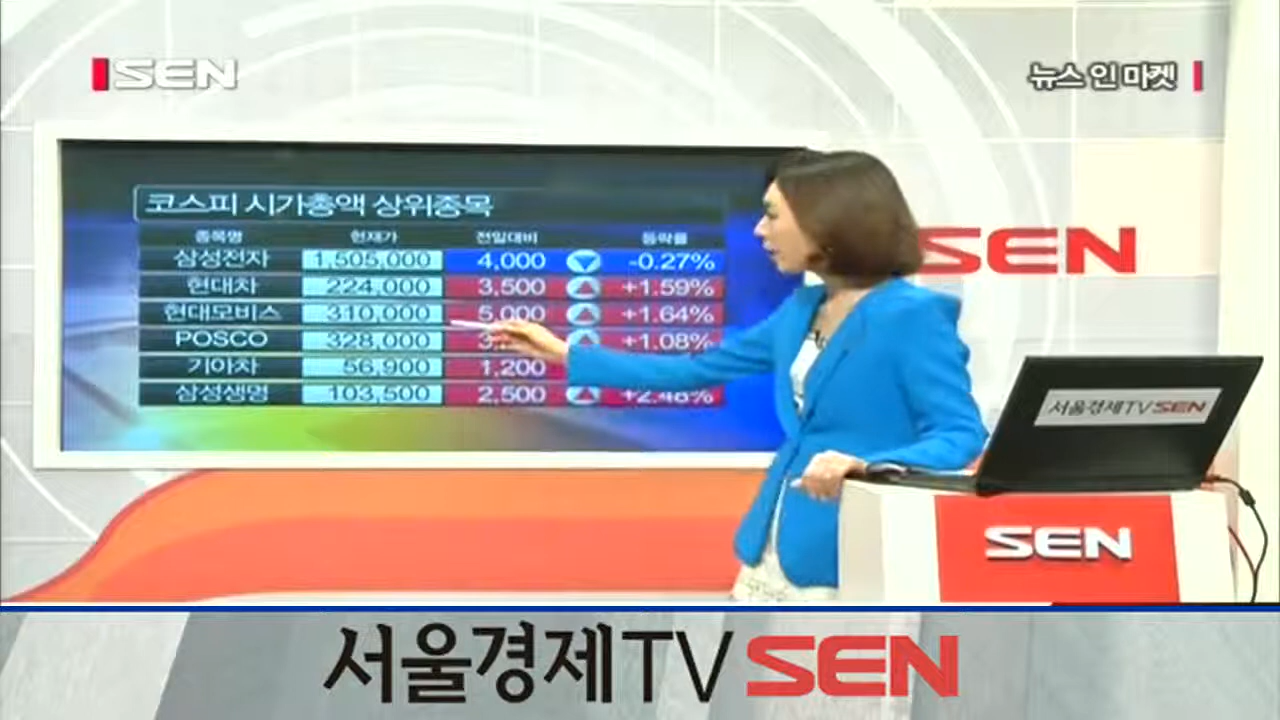 SEN
뉴스 인 마켓
코스피 시가총액 상위종목
종목명 현재가 전일대비 등락률
삼성전자 1,505,000 4,000 ▼ -0.27%
현대차 224,000 3,500 ▲ +1.59%
현대모비스 310,000 5,000 ▲ +1.64%
POSCO 328,000 ▲ +1.08%
기아차 56,900 1,200
삼성생명 103,500 2,500 ▲ +2.48%
SEN
서울경제TV SEN
SEN
서울경제TV SEN